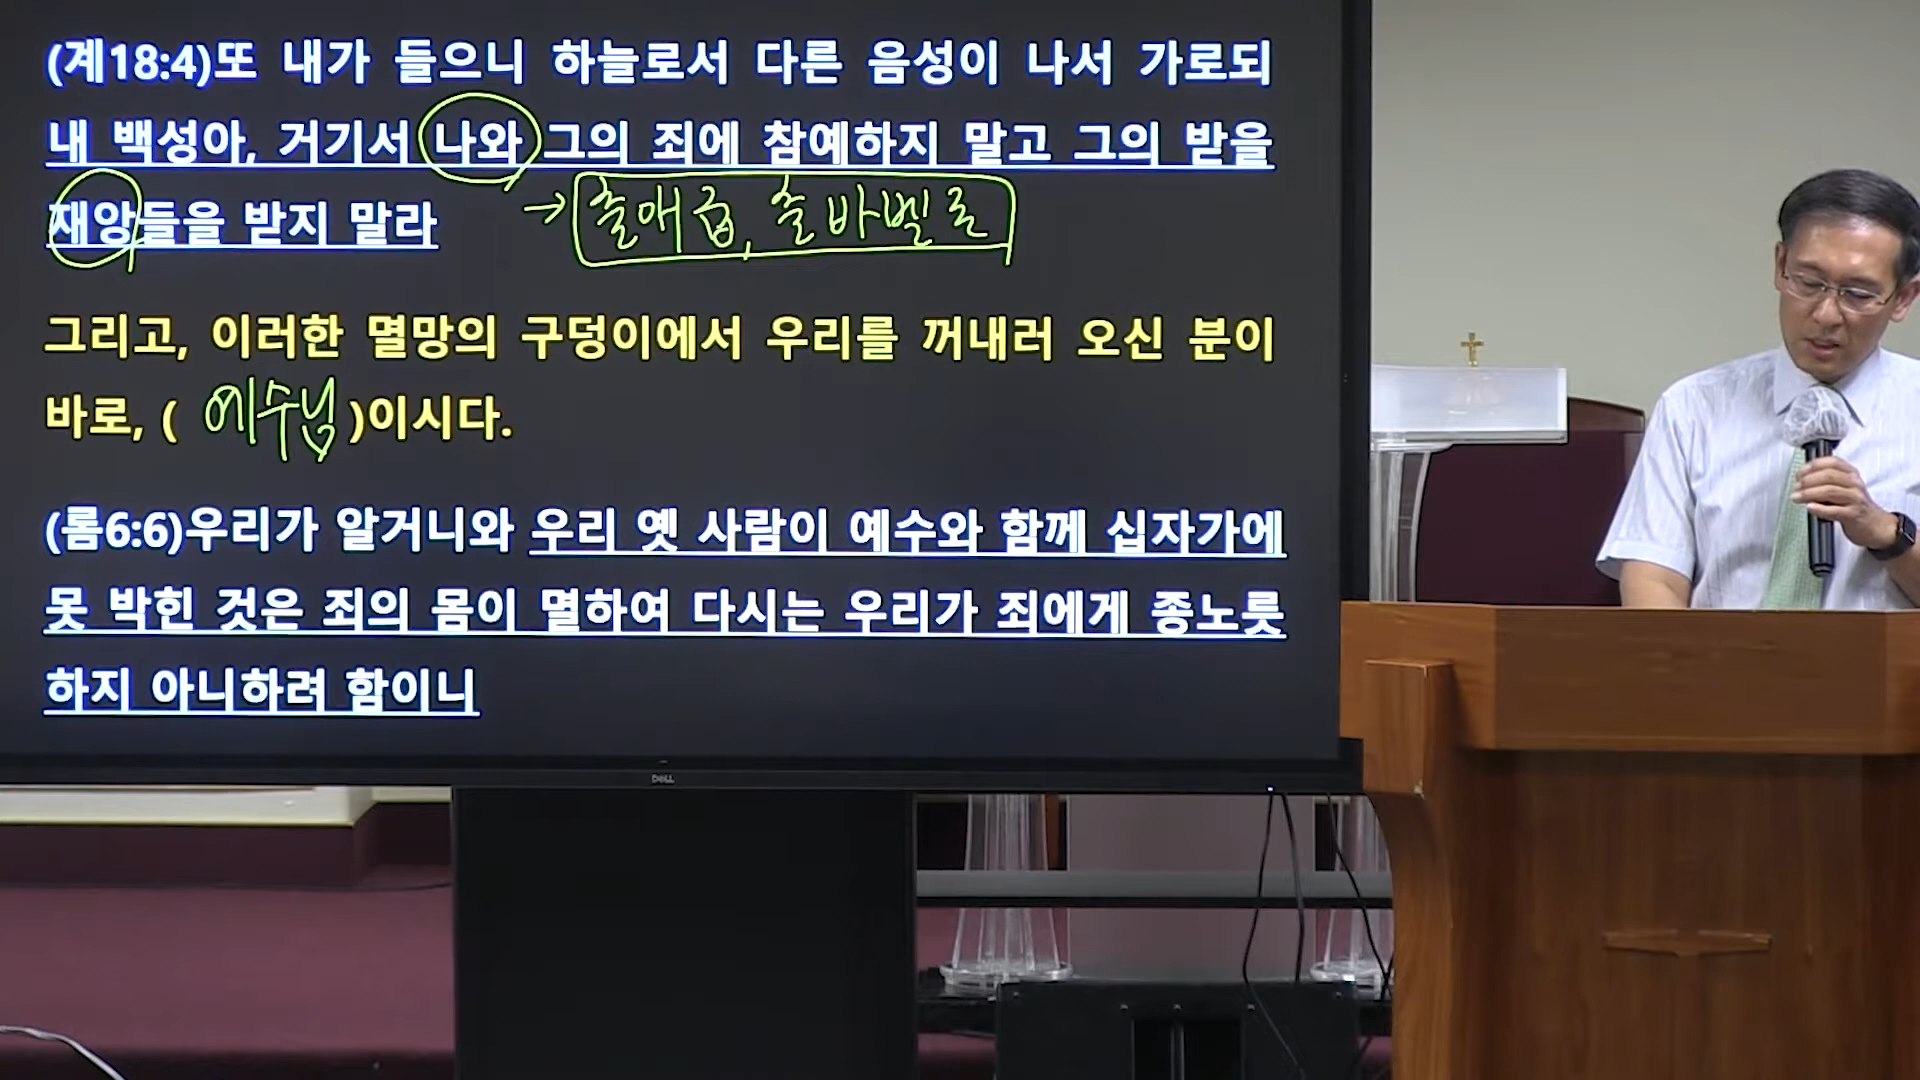 (계18:4)또 내가 들으니 하늘로서 다른 음성이 나서 가로되
내 백성아, 거기서 나와 그의 죄에 참예하지 말고 그의 받을
재앙들을 받지 말라
→ 출애굽, 출바벨론
그리고, 이러한 멸망의 구덩이에서 우리를 꺼내러 오신 분이
바로, ( 예수님 )이시다.
(롬6:6)우리가 알거니와 우리 옛 사람이 예수와 함께 십자가에
못 박힌 것은 죄의 몸이 멸하여 다시는 우리가 죄에게 종노릇
하지 아니하려 함이니
DELL